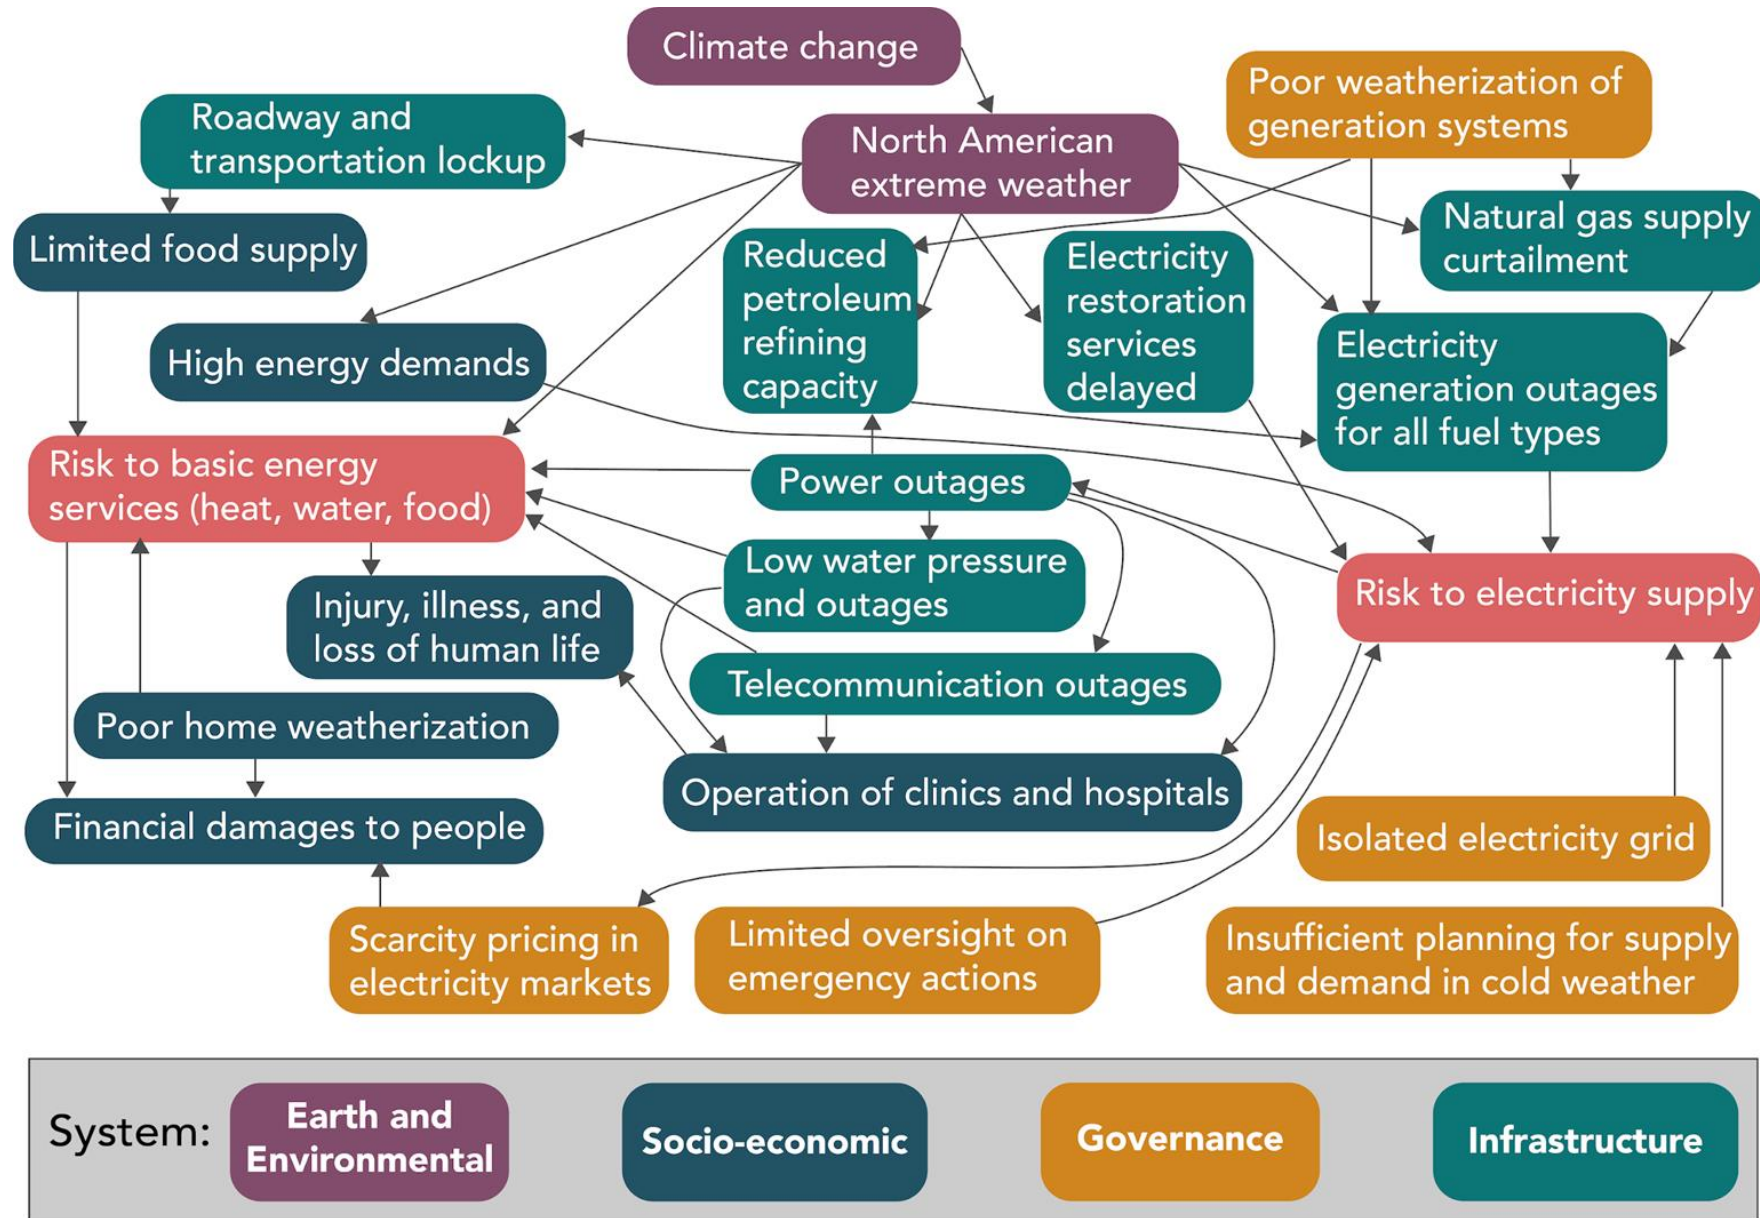 Climate change
Poor weatherization of
generation systems
Roadway and
transportation lockup
North American
extreme weather
Natural gas supply
curtailment
Limited food supply
Reduced
petroleum
refining
capacity
Electricity
restoration
services
delayed
High energy demands
Electricity
generation outages
for all fuel types
Risk to basic energy
services (heat, water, food)
Power outages
Low water pressure
and outages
Risk to electricity supply
Injury, illness, and
loss of human life
Telecommunication outages
Poor home weatherization
Operation of clinics and hospitals
Financial damages to people
Isolated electricity grid
Scarcity pricing in
electricity markets
Limited oversight on
emergency actions
Insufficient planning for supply
and demand in cold weather
System:
Earth and
Environmental
Socio-economic
Governance
Infrastructure